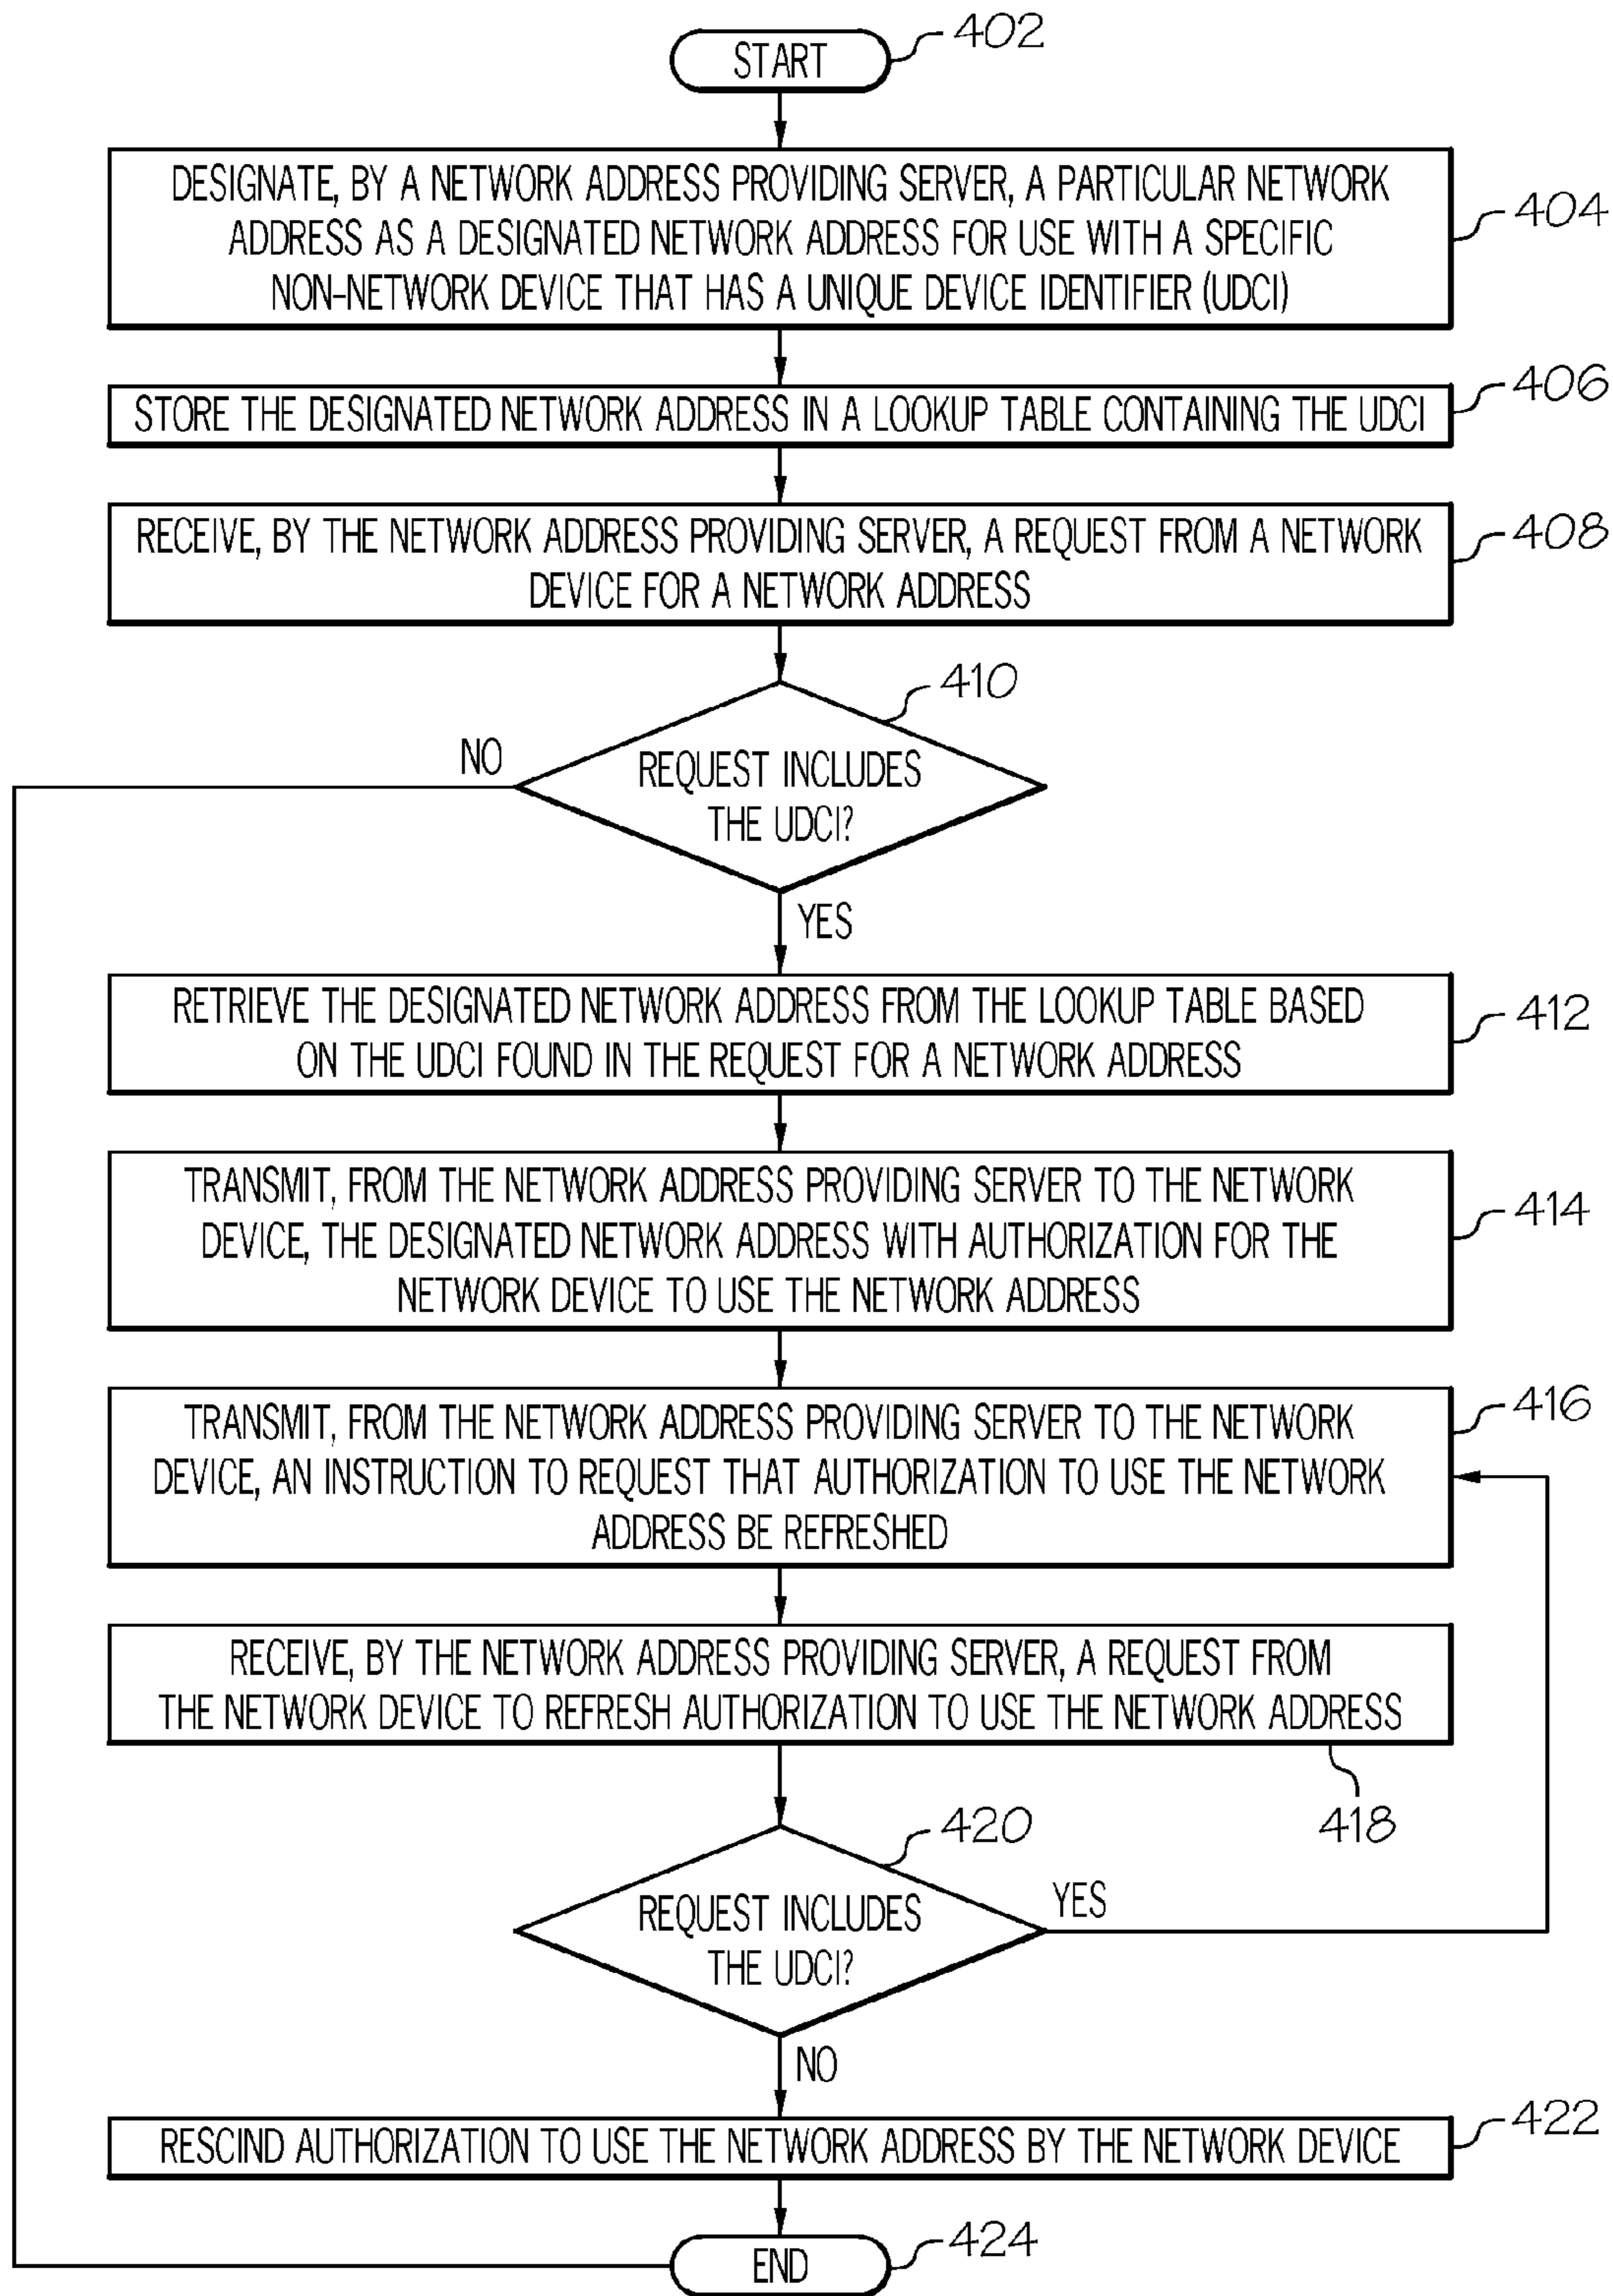 START
402
DESIGNATE, BY A NETWORK ADDRESS PROVIDING SERVER, A PARTICULAR NETWORK
ADDRESS AS A DESIGNATED NETWORK ADDRESS FOR USE WITH A SPECIFIC
NON-NETWORK DEVICE THAT HAS A UNIQUE DEVICE IDENTIFIER (UDCI)
404
STORE THE DESIGNATED NETWORK ADDRESS IN A LOOKUP TABLE CONTAINING THE UDCI
406
RECEIVE, BY THE NETWORK ADDRESS PROVIDING SERVER, A REQUEST FROM A NETWORK
DEVICE FOR A NETWORK ADDRESS
408
410
NO
REQUEST INCLUDES
THE UDCI?
YES
RETRIEVE THE DESIGNATED NETWORK ADDRESS FROM THE LOOKUP TABLE BASED
ON THE UDCI FOUND IN THE REQUEST FOR A NETWORK ADDRESS
412
TRANSMIT, FROM THE NETWORK ADDRESS PROVIDING SERVER TO THE NETWORK
DEVICE, THE DESIGNATED NETWORK ADDRESS WITH AUTHORIZATION FOR THE
NETWORK DEVICE TO USE THE NETWORK ADDRESS
414
TRANSMIT, FROM THE NETWORK ADDRESS PROVIDING SERVER TO THE NETWORK
DEVICE, AN INSTRUCTION TO REQUEST THAT AUTHORIZATION TO USE THE NETWORK
ADDRESS BE REFRESHED
416
RECEIVE, BY THE NETWORK ADDRESS PROVIDING SERVER, A REQUEST FROM
THE NETWORK DEVICE TO REFRESH AUTHORIZATION TO USE THE NETWORK ADDRESS
418
420
REQUEST INCLUDES
THE UDCI?
YES
NO
RESCIND AUTHORIZATION TO USE THE NETWORK ADDRESS BY THE NETWORK DEVICE
422
END
424